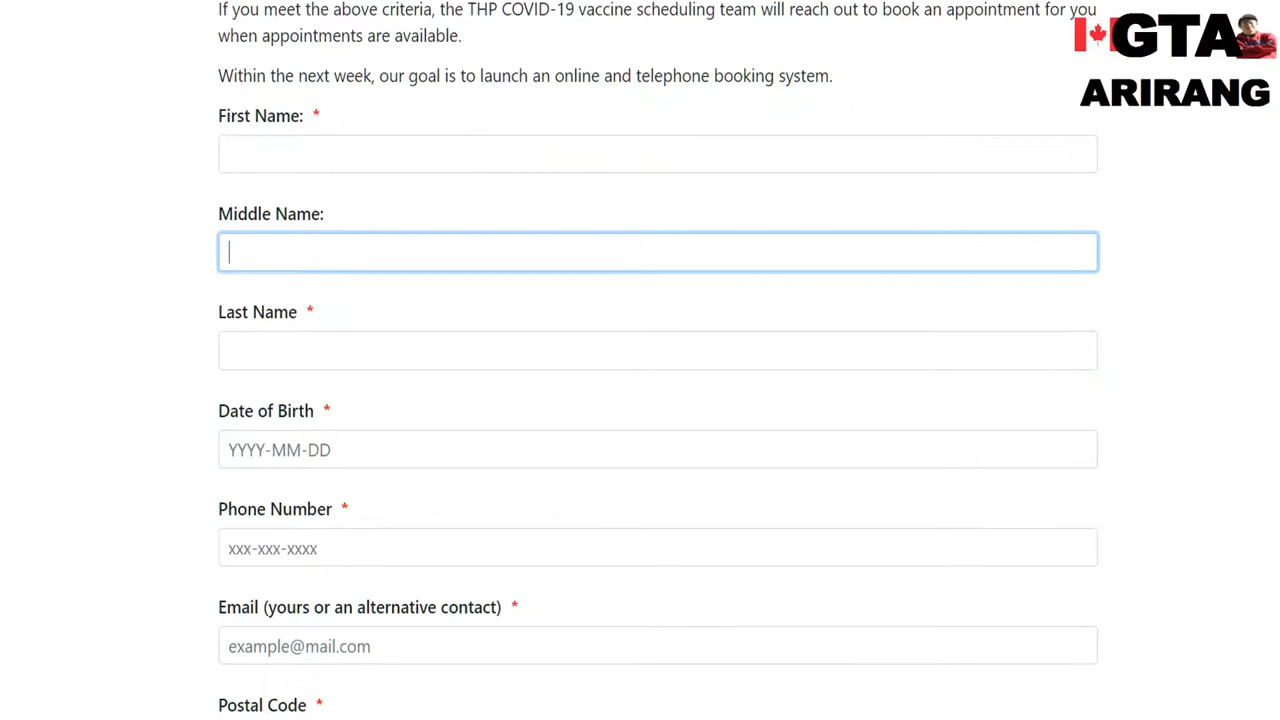 If you meet the above criteria, the THP COVID-19 vaccine scheduling team will reach out to book an appointment for you
when appointments are available.
Within the next week, our goal is to launch an online and telephone booking system.
First Name: *
Middle Name:
Last Name *
Date of Birth *
YYYY-MM-DD
Phone Number *
xxx-xxx-xxxx
Email (yours or an alternative contact) *
example@mail.com
Postal Code *
GTA
ARIRANG